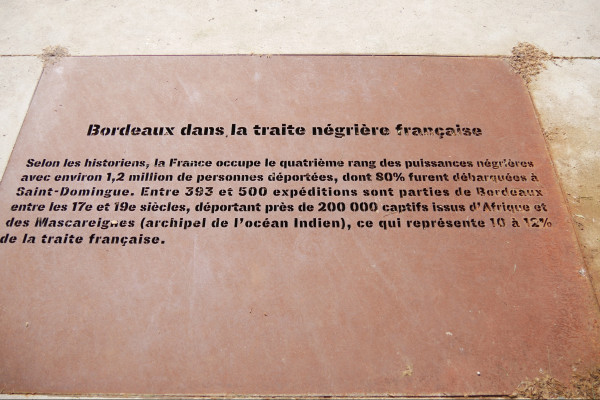 Bordeaux dans la traite négrière française
Selon les historiens, la France occupe le quatrième rang des puissances négrières
avec environ 1,2 million de personnes déportées, dont 80% furent débarquées à
Saint-Domingue. Entre 393 et 500 expéditions sont parties de Bordeaux
entre les 17e et 19e siècles, déportant près de 200 000 captifs issus d'Afrique et
des Mascareignes (archipel de l'océan Indien), ce qui représente 10 à 12%
de la traite française.